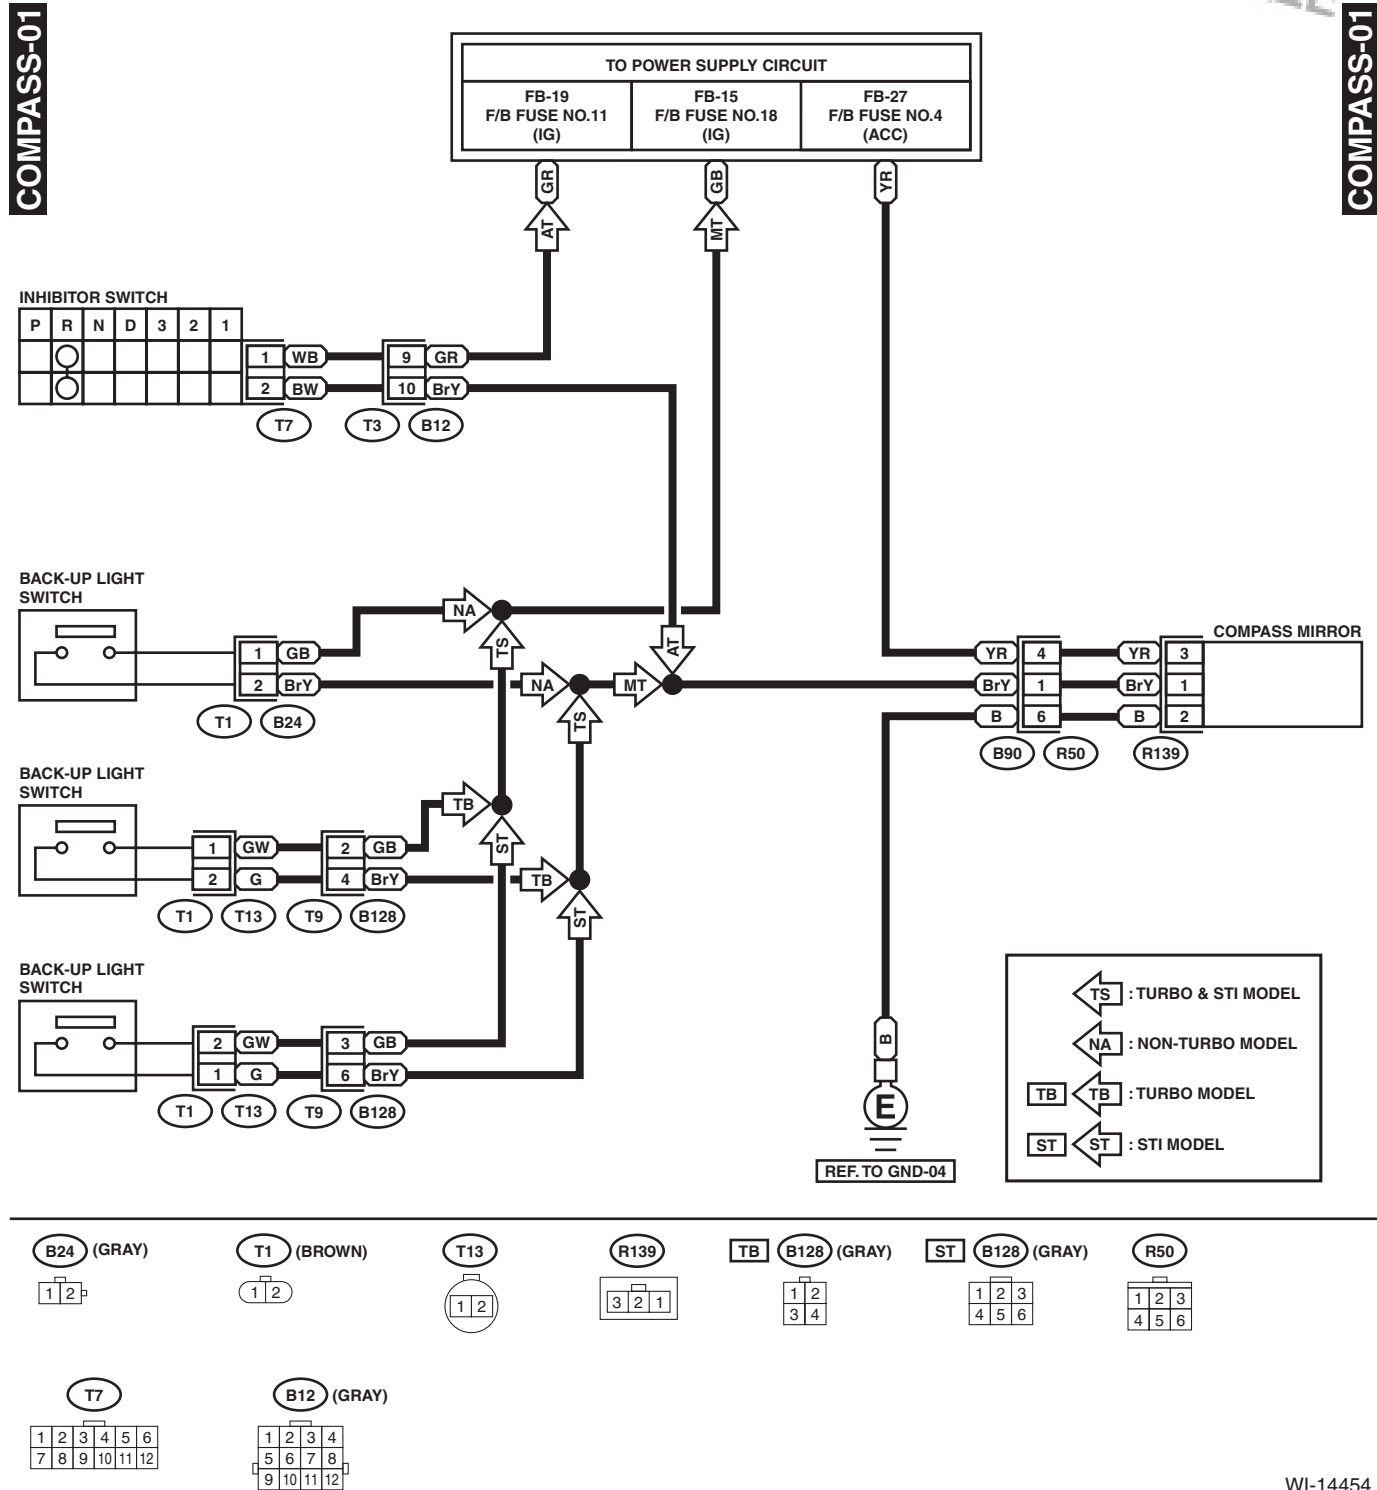 COMPASS-01
COMPASS-01
TO POWER SUPPLY CIRCUIT
FB-19
F/B FUSE NO.11
(IG)
FB-15
F/B FUSE NO.18
(IG)
FB-27
F/B FUSE NO.4
(ACC)
GR
GB
YR
AT
MT
INHIBITOR SWITCH
P R N D 3 2 1
1 WB 9 GR
2 BW 10 BrY
T7 T3 B12
BACK-UP LIGHT
SWITCH
NA
TS
AT
1 GB
2 BrY
NA
MT
TS
T1 B24
COMPASS MIRROR
YR 4 YR 3
BrY 1 BrY 1
B 6 B 2
B90 R50 R139
BACK-UP LIGHT
SWITCH
TB
ST
1 GW 2 GB
2 G 4 BrY
TB
ST
T1 T13 T9 B128
BACK-UP LIGHT
SWITCH
2 GW 3 GB
1 G 6 BrY
T1 T13 T9 B128
B
E
REF. TO GND-04
TS : TURBO & STI MODEL
NA : NON-TURBO MODEL
TB TB : TURBO MODEL
ST ST : STI MODEL
B24 (GRAY)
1 2
T1 (BROWN)
1 2
T13
1 2
R139
3 2 1
TB B128 (GRAY)
1 2
3 4
ST B128 (GRAY)
1 2 3
4 5 6
R50
1 2 3
4 5 6
T7
1 2 3 4 5 6
7 8 9 10 11 12
B12 (GRAY)
1 2 3 4
5 6 7 8
9 10 11 12
WI-14454